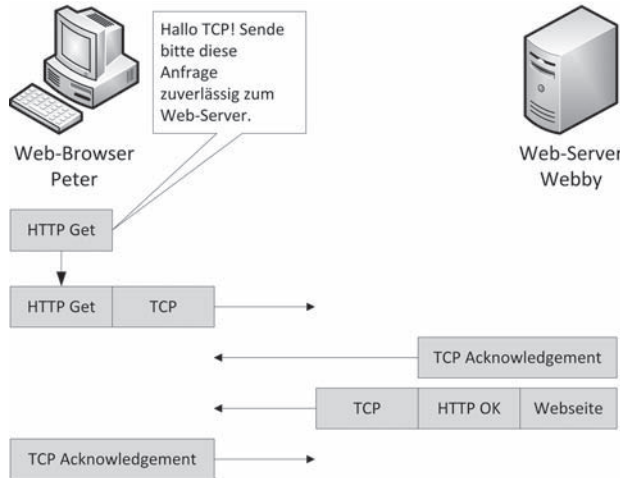 Hallo TCP! Sende
bitte diese
Anfrage
zuverlässig zum
Web-Server.
Web-Browser
Peter
Web-Server
Webby
HTTP Get
HTTP Get TCP
TCP Acknowledgement
TCP HTTP OK Webseite
TCP Acknowledgement